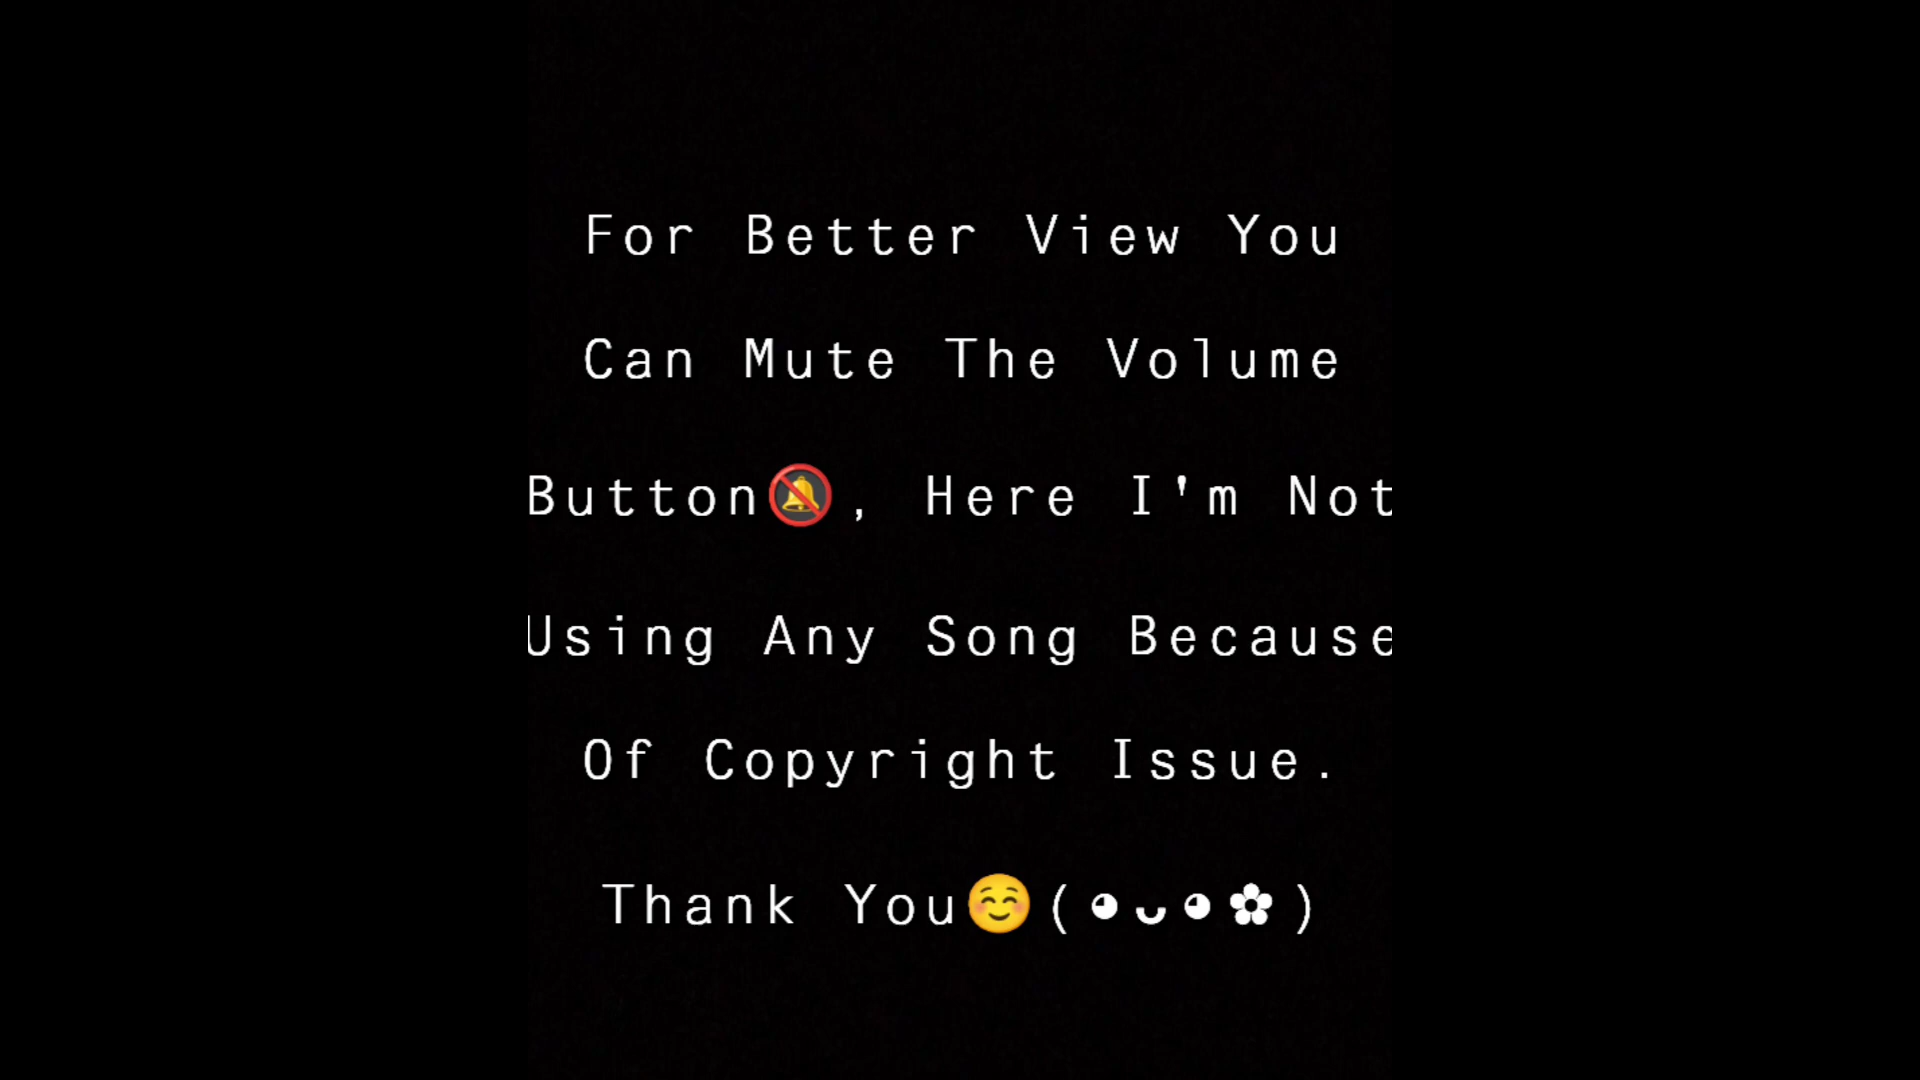 For Better View You
Can Mute The Volume
Button🔕, Here I'm Not
Using Any Song Because
Of Copyright Issue.
Thank You☺️(◕ᴗ◕✿)